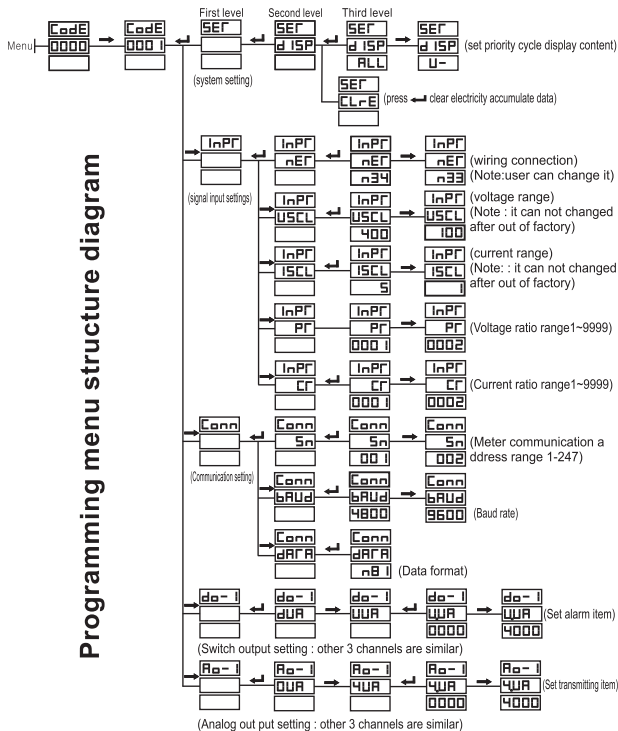 Programming menu structure diagram
First level Second level Third level
CodE CodE SET SET SET SET
Menu 0000 0001 dISP dISP dISP (set priority cycle display content)
ALL U-
(system setting)
SET
CLrE (press clear electricity accumulate data)
InPT InPT InPT InPT
nET nET nET (wiring connection)
n34 n33 (Note:user can change it)
(signal input settings)
InPT InPT InPT (voltage range)
USCL USCL USCL (Note : it can not changed
400 100 after out of factory)
InPT InPT InPT (current range)
ISCL ISCL ISCL (Note: : it can not changed
5 1 after out of factory)
InPT InPT InPT
PT PT PT (Voltage ratio range1~9999)
0001 0002
InPT InPT InPT
CT CT CT (Current ratio range1~9999)
0001 0002
Conn Conn Conn Conn
Sn Sn Sn (Meter communication a
001 002 ddress range 1-247)
(Communication setting)
Conn Conn Conn
bAUd bAUd bAUd
4800 9600 (Baud rate)
Conn Conn
dATA dATA
n81 (Data format)
do-1 do-1 do-1 do-1 do-1
dUA UUA UUA UUA (Set alarm item)
0000 4000
(Switch output setting : other 3 channels are similar)
Ao-1 Ao-1 Ao-1 Ao-1 Ao-1
0UA 4UA 4UA 4UA (Set transmitting item)
0000 4000
(Analog out put setting : other 3 channels are similar)